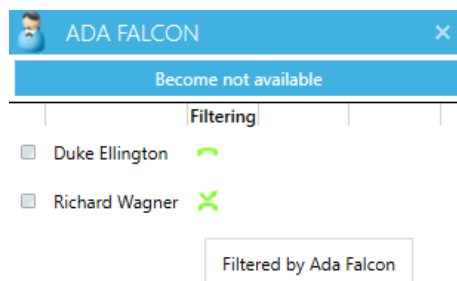 ADA FALCON
Become not available
Filtering
Duke Ellington
Richard Wagner
Filtered by Ada Falcon